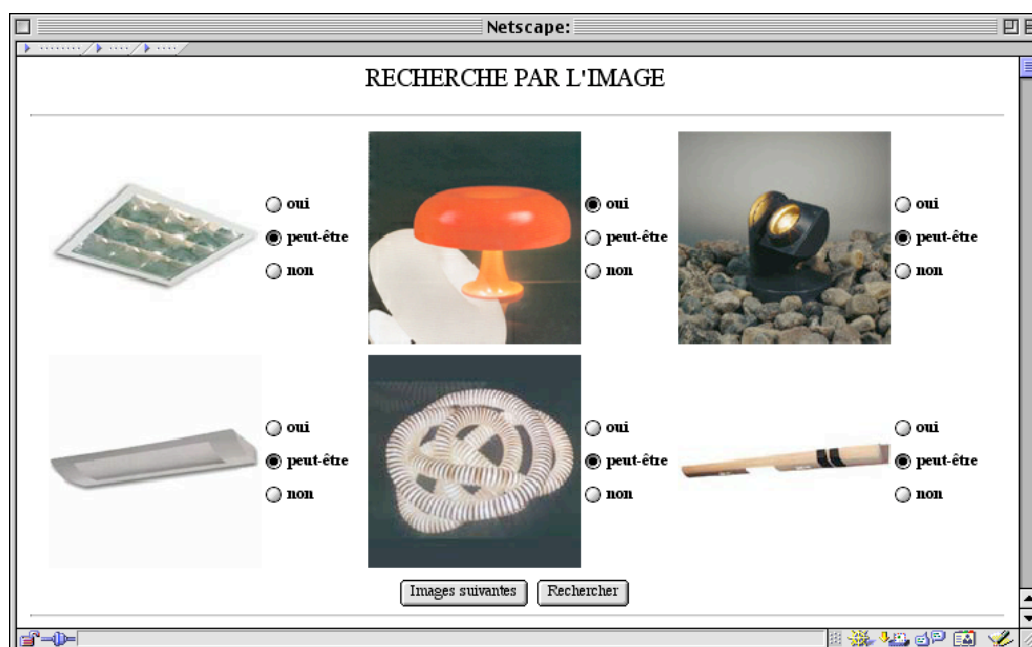 Netscape:
RECHERCHE PAR L'IMAGE
oui
peut-être
non
oui
peut-être
non
oui
peut-être
non
oui
peut-être
non
oui
peut-être
non
oui
peut-être
non
Images suivantes
Rechercher